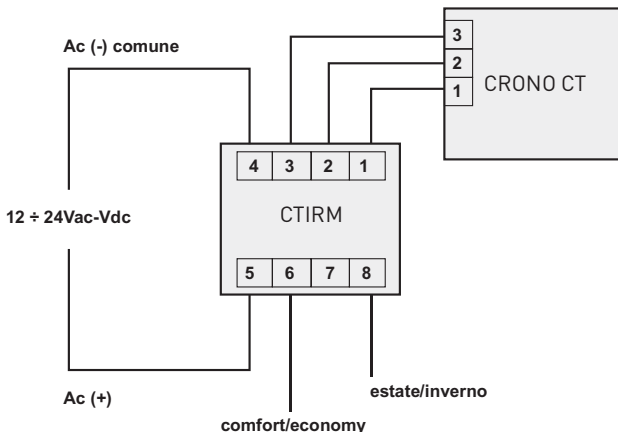 Ac (-) comune
3
2
1
CRONO CT
4 3 2 1
12 ÷ 24Vac-Vdc
CTIRM
5 6 7 8
Ac (+)
estate/inverno
comfort/economy